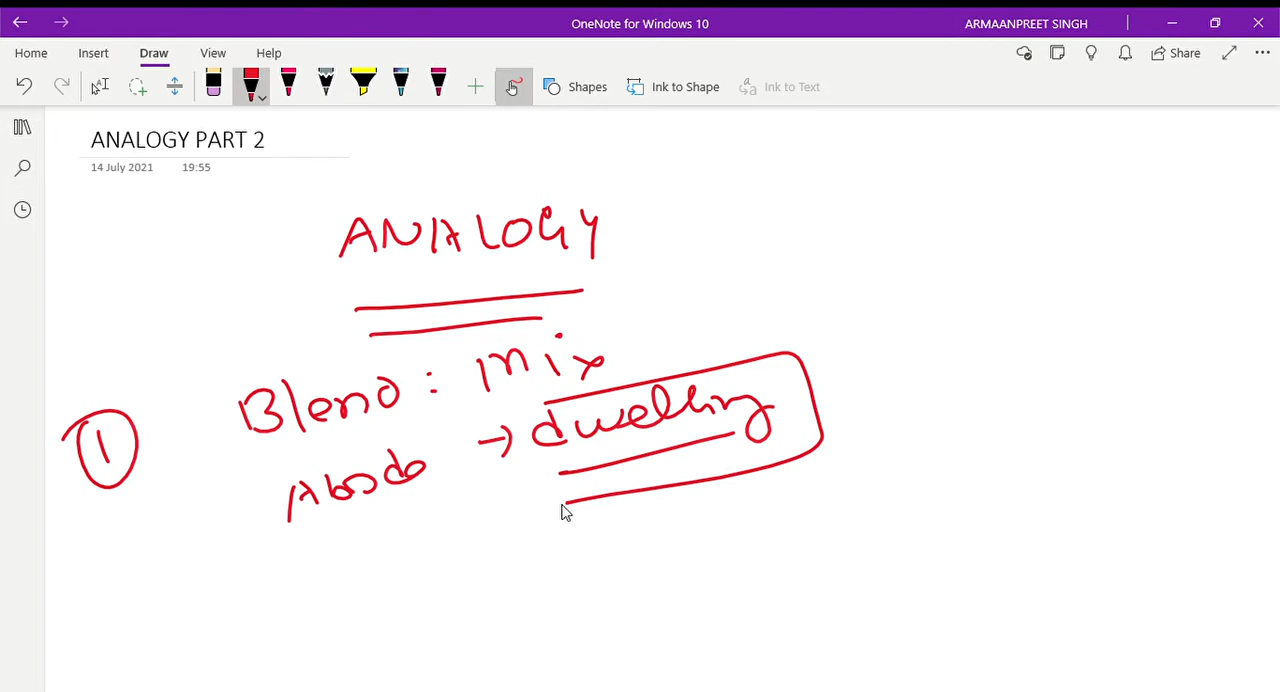 OneNote for Windows 10
ARMAANPREET SINGH
Home Insert Draw View Help
Share
Shapes Ink to Shape Ink to Text
ANALOGY PART 2
14 July 2021 19:55
ANALOGY
Blend : Mix
1
Abode → dwelling